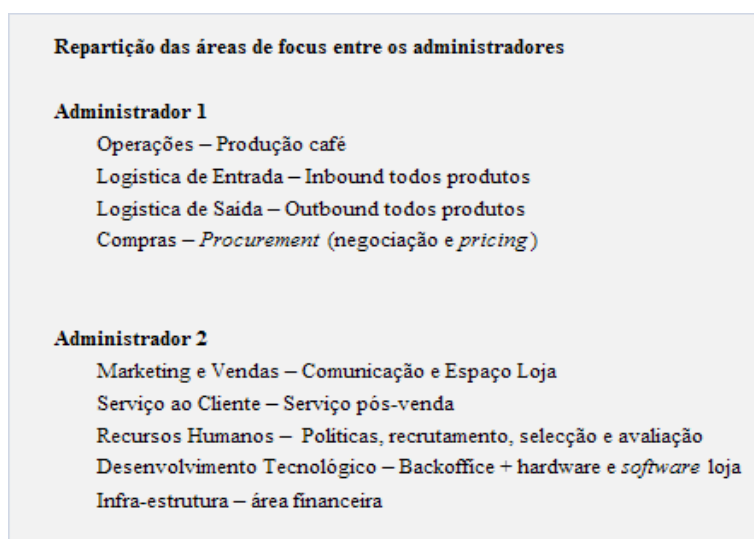 Repartição das áreas de focus entre os administradores
Administrador 1
Operações – Produção café
Logística de Entrada – Inbound todos produtos
Logística de Saída – Outbound todos produtos
Compras – Procurement (negociação e pricing)
Administrador 2
Marketing e Vendas – Comunicação e Espaço Loja
Serviço ao Cliente – Serviço pós-venda
Recursos Humanos – Políticas, recrutamento, selecção e avaliação
Desenvolvimento Tecnológico – Backoffice + hardware e software loja
Infra-estrutura – área financeira